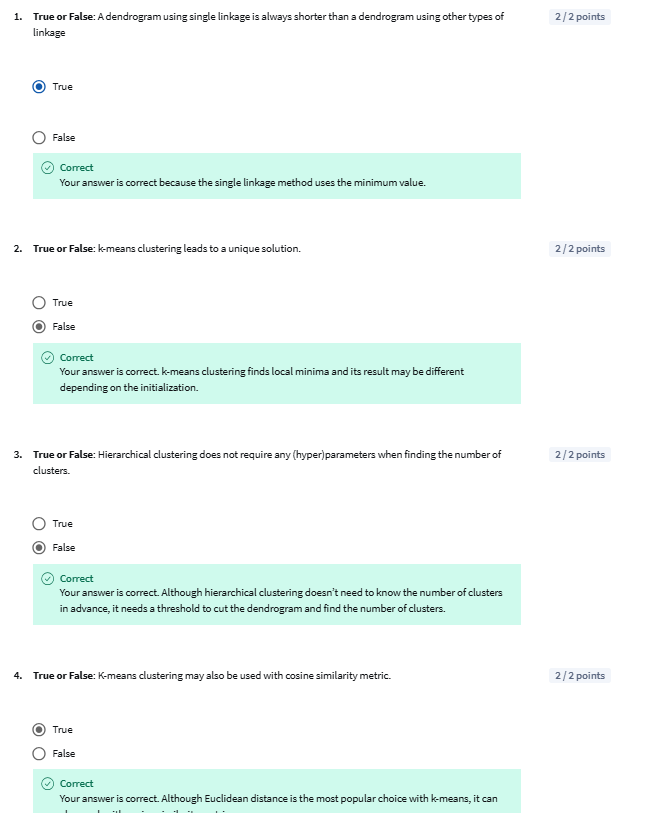 1. True or False: A dendrogram using single linkage is always shorter than a dendrogram using other types of
linkage
2 / 2 points
True
False
Correct
Your answer is correct because the single linkage method uses the minimum value.
2. True or False: k-means clustering leads to a unique solution.
2 / 2 points
True
False
Correct
Your answer is correct. k-means clustering finds local minima and its result may be different
depending on the initialization.
3. True or False: Hierarchical clustering does not require any (hyper)parameters when finding the number of
clusters.
2 / 2 points
True
False
Correct
Your answer is correct. Although hierarchical clustering doesn't need to know the number of clusters
in advance, it needs a threshold to cut the dendrogram and find the number of clusters.
4. True or False: K-means clustering may also be used with cosine similarity metric.
2 / 2 points
True
False
Correct
Your answer is correct. Although Euclidean distance is the most popular choice with k-means, it can